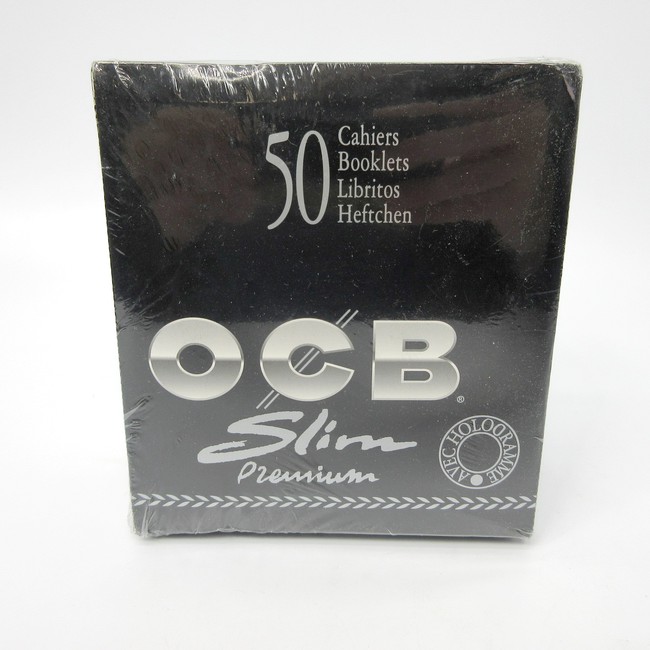 50
Cahiers
Booklets
Libritos
Heftchen
OCB®
Slim
Premium
AVEC HOLOGRAMME